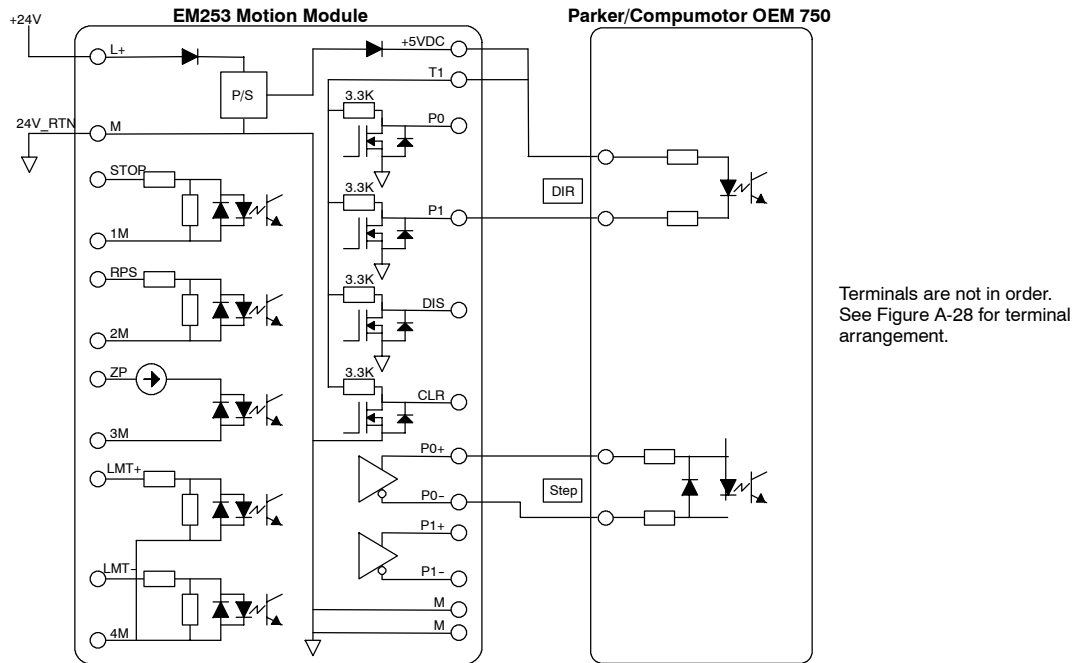 EM253 Motion Module
Parker/Compumotor OEM 750
+24V
L+
P/S
24V_RTN
M
STOP
1M
RPS
2M
ZP
3M
LMT+
LMT−
4M
+5VDC
T1
3.3K
P0
3.3K
P1
3.3K
DIS
3.3K
CLR
P0+
P0−
P1+
P1−
M
M
DIR
Step
Terminals are not in order.
See Figure A-28 for terminal
arrangement.